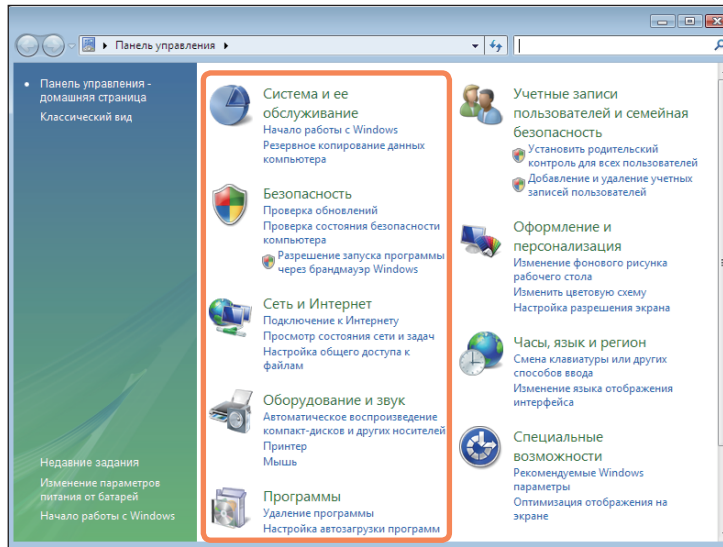 Панель управления
Панель управления -
домашняя страница
Классический вид
Недавние задания
Изменение параметров
питания от батарей
Начало работы с Windows
Система и ее
обслуживание
Начало работы с Windows
Резервное копирование данных
компьютера
Безопасность
Проверка обновлений
Проверка состояния безопасности
компьютера
Разрешение запуска программы
через брандмауэр Windows
Сеть и Интернет
Подключение к Интернету
Просмотр состояния сети и задач
Настройка общего доступа к
файлам
Оборудование и звук
Автоматическое воспроизведение
компакт-дисков и других носителей
Принтер
Мышь
Программы
Удаление программы
Настройка автозагрузки программ
Учетные записи
пользователей и семейная
безопасность
Установить родительский
контроль для всех пользователей
Добавление и удаление учетных
записей пользователей
Оформление и
персонализация
Изменение фонового рисунка
рабочего стола
Изменить цветовую схему
Настройка разрешения экрана
Часы, язык и регион
Смена клавиатуры или других
способов ввода
Изменение языка отображения
интерфейса
Специальные
возможности
Рекомендуемые Windows
параметры
Оптимизация отображения на
экране